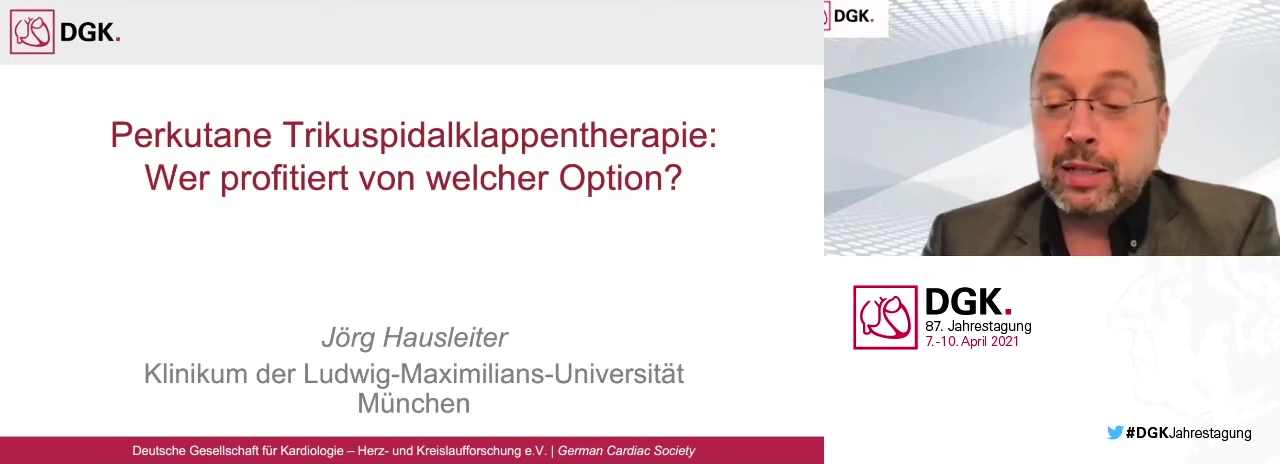 DGK.
Perkutane Trikuspidalklappentherapie:
Wer profitiert von welcher Option?
Jörg Hausleiter
Klinikum der Ludwig-Maximilians-Universität
München
Deutsche Gesellschaft für Kardiologie – Herz- und Kreislaufforschung e.V. | German Cardiac Society
DGK.
DGK.
87. Jahrestagung
7.-10. April 2021
#DGKJahrestagung